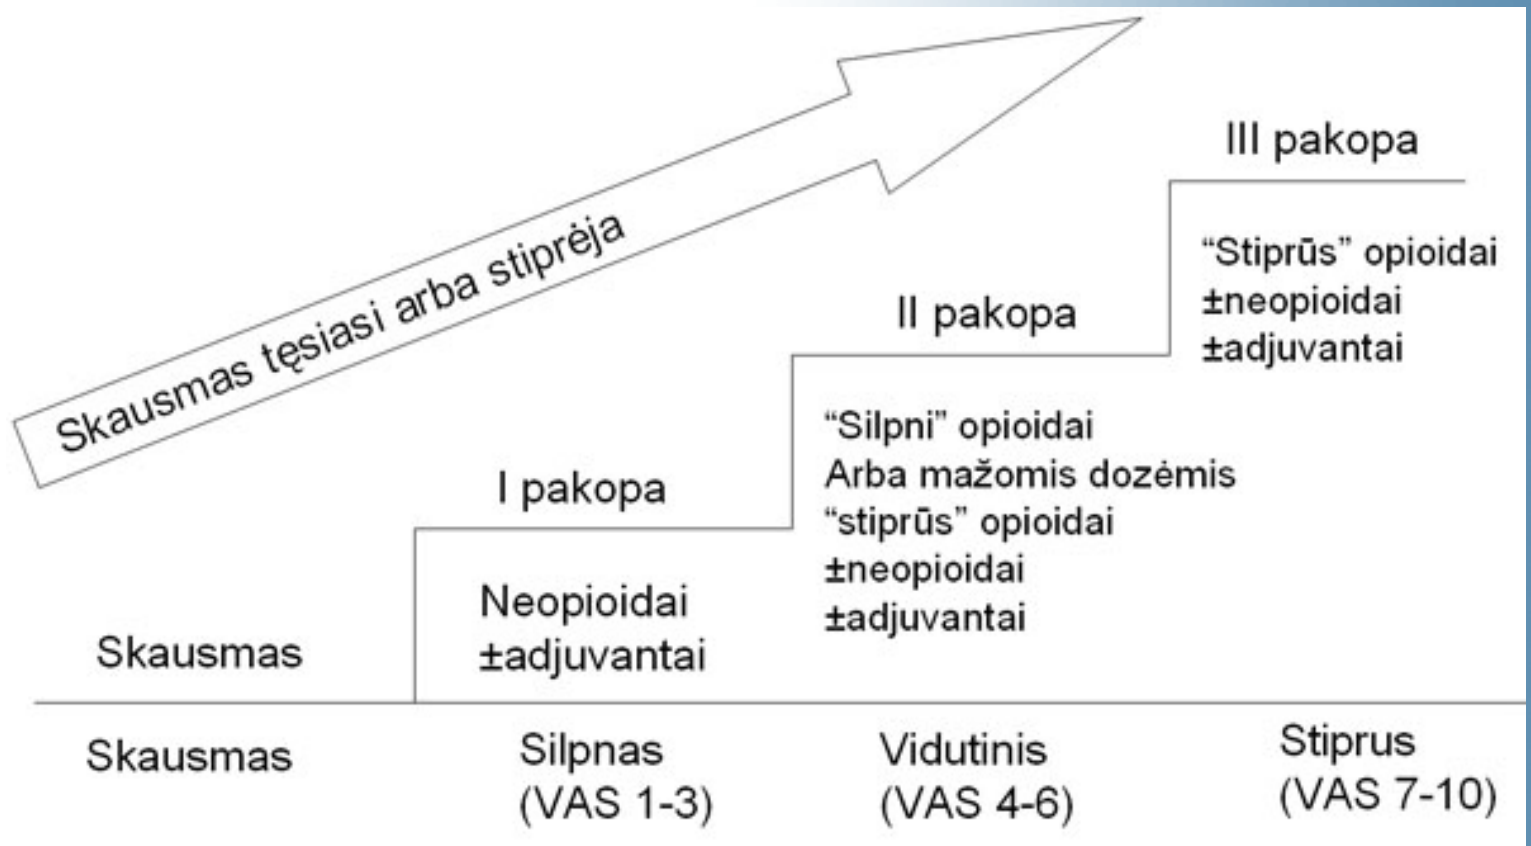 Skausmas tęsiasi arba stiprėja
III pakopa
“Stiprūs” opioidai
±neopioidai
±adjuvantai
II pakopa
“Silpni” opioidai
Arba mažomis dozėmis
“stiprūs” opioidai
±neopioidai
±adjuvantai
I pakopa
Neopioidai
±adjuvantai
Skausmas
Skausmas
Silpnas
(VAS 1-3)
Vidutinis
(VAS 4-6)
Stiprus
(VAS 7-10)